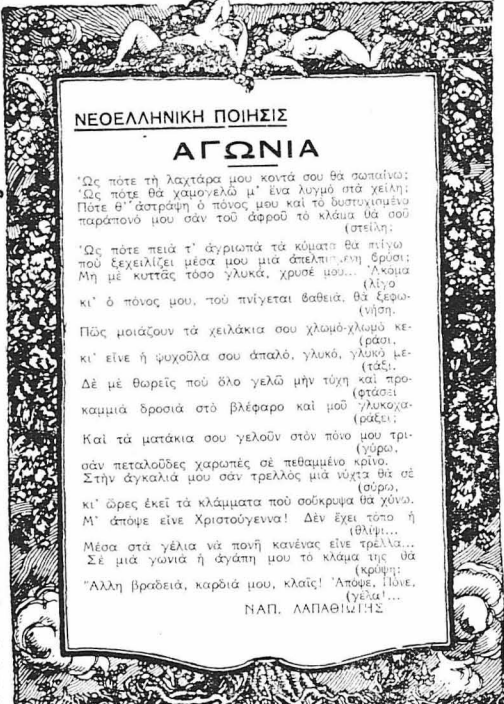 ΝΕΟΕΛΛΗΝΙΚΗ ΠΟΙΗΣΙΣ
ΑΓΩΝΙΑ
Ὡς πότε τὴ λαχτάρα μου κοντά σου θὰ σωπαίνω;
Ὡς πότε θὰ χαμογελῶ μ' ἕνα λυγμὸ στὰ χείλη;
Πότε θ' ἀστράψη ὁ πόνος μου καὶ τὸ δυστυχισμένο
παράπονό μου σὰν τοῦ ἀφροῦ τὸ κλάμα θὰ σοῦ
(στείλη;
Ὡς πότε πειὰ τ' ἀγριωπὰ τὰ κύματα θὰ πνίγω
ποὺ ξεχειλίζει μέσα μου μιὰ ἀπελπισμένη βρύσι;
Μὴ μὲ κυττᾶς τόσο γλυκά, χρυσέ μου... Ἀκόμα
(λίγο
κι' ὁ πόνος μου, ποὺ πνίγεται βαθειά, θὰ ξεφω-
(νήση.
Πῶς μοιάζουν τὰ χειλάκια σου χλωμὸ-χλωμὸ κε-
(ράσι,
κι' εἶνε ἡ ψυχοῦλα σου ἁπαλό, γλυκό, γλυκὸ με-
(τάξι.
Δὲ μὲ θωρεῖς ποὺ ὅλο γελῶ μὴν τύχη καὶ προ-
(φτάσει
καμμιὰ δροσιὰ στὸ βλέφαρο καὶ μοῦ γλυκοχα-
(ράξει;
Καὶ τὰ ματάκια σου γελοῦν στὸν πόνο μου τρι-
(γύρω,
σὰν πεταλοῦδες χαρωπὲς σὲ πεθαμμένο κρίνο.
Στὴν ἀγκαλιά μου σὰν τρελλὸς μιὰ νύχτα θὰ σὲ
(σύρω,
κι' ὧρες ἐκεῖ τὰ κλάμματα ποὺ σοὔκρυψα θὰ χύνω.
Μ' ἀπόψε εἶνε Χριστούγεννα! Δὲν ἔχει τόπο ἡ
(θλίψι...
Μέσα στὰ γέλια νὰ πονῆ κανένας εἶνε τρέλλα...
Σὲ μιὰ γωνιὰ ἡ ἀγάπη μου τὸ κλάμα της θὰ
(κρύψη;
Ἄλλη βραδειά, καρδιά μου, κλαῖς! Ἀπόψε, Πόνε,
(γέλα!...
ΝΑΠ. ΛΑΠΑΘΙΩΤΗΣ